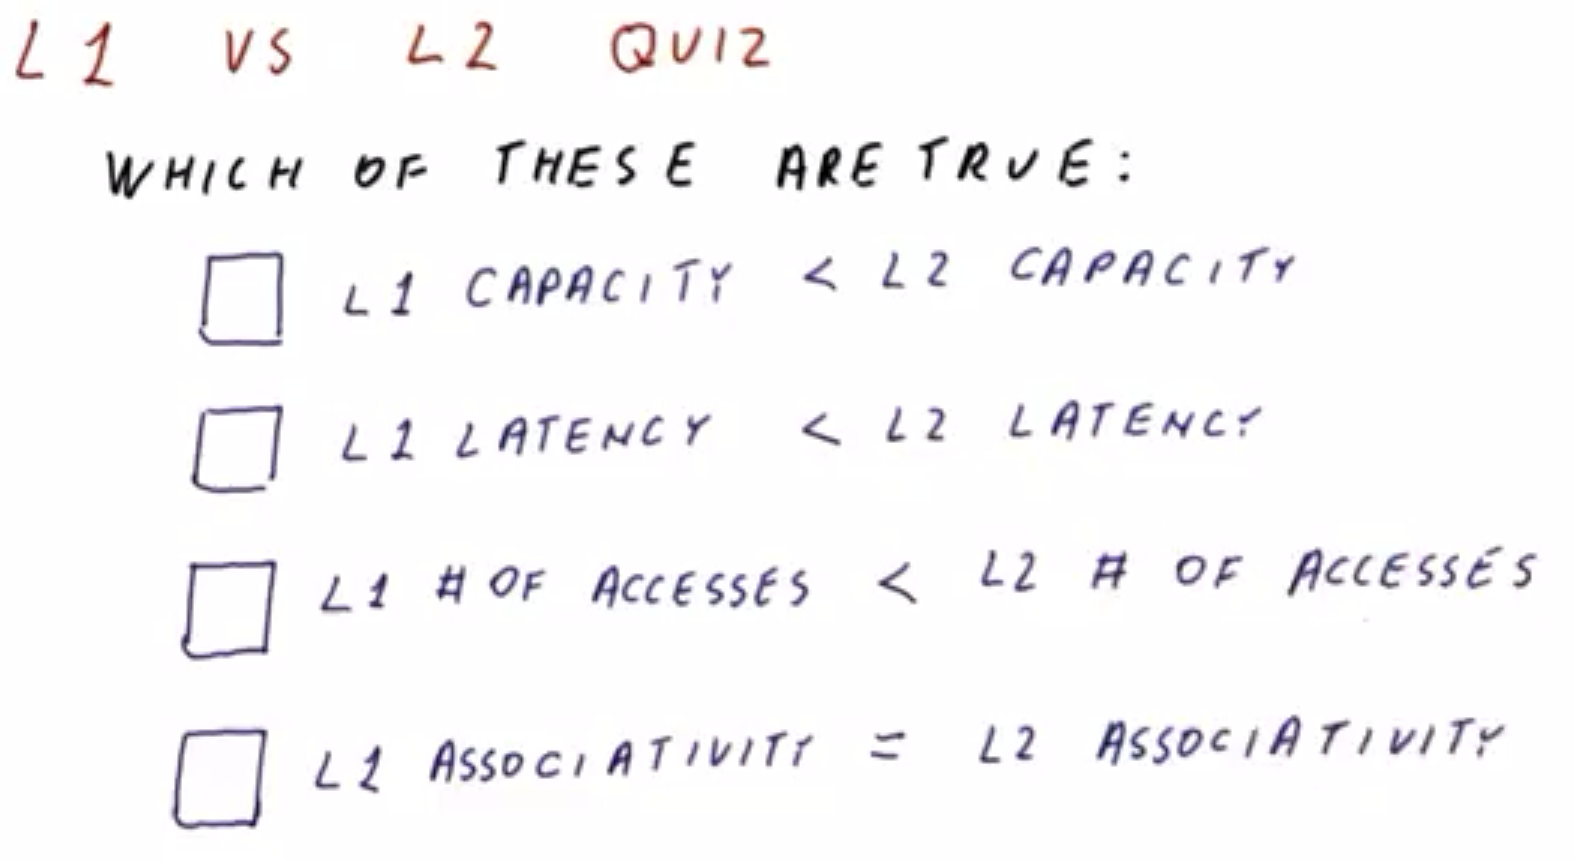 L1 VS L2 QUIZ
WHICH OF THESE ARE TRUE:
L1 CAPACITY < L2 CAPACITY
L1 LATENCY < L2 LATENCY
L1 # OF ACCESSES < L2 # OF ACCESSES
L1 ASSOCIATIVITY = L2 ASSOCIATIVITY